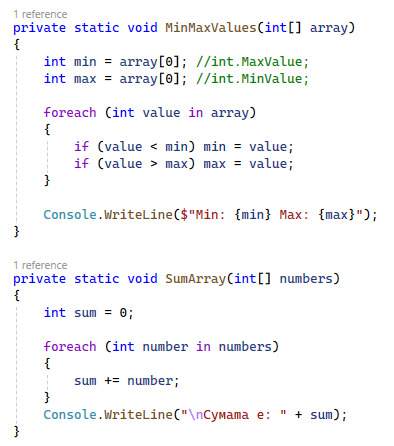 1 reference
private static void MinMaxValues(int[] array)
{
    int min = array[0]; //int.MaxValue;
    int max = array[0]; //int.MinValue;

    foreach (int value in array)
    {
        if (value < min) min = value;
        if (value > max) max = value;
    }

    Console.WriteLine($"Min: {min} Max: {max}");
}

1 reference
private static void SumArray(int[] numbers)
{
    int sum = 0;

    foreach (int number in numbers)
    {
        sum += number;
    }
    Console.WriteLine("\nСумама е: " + sum);
}